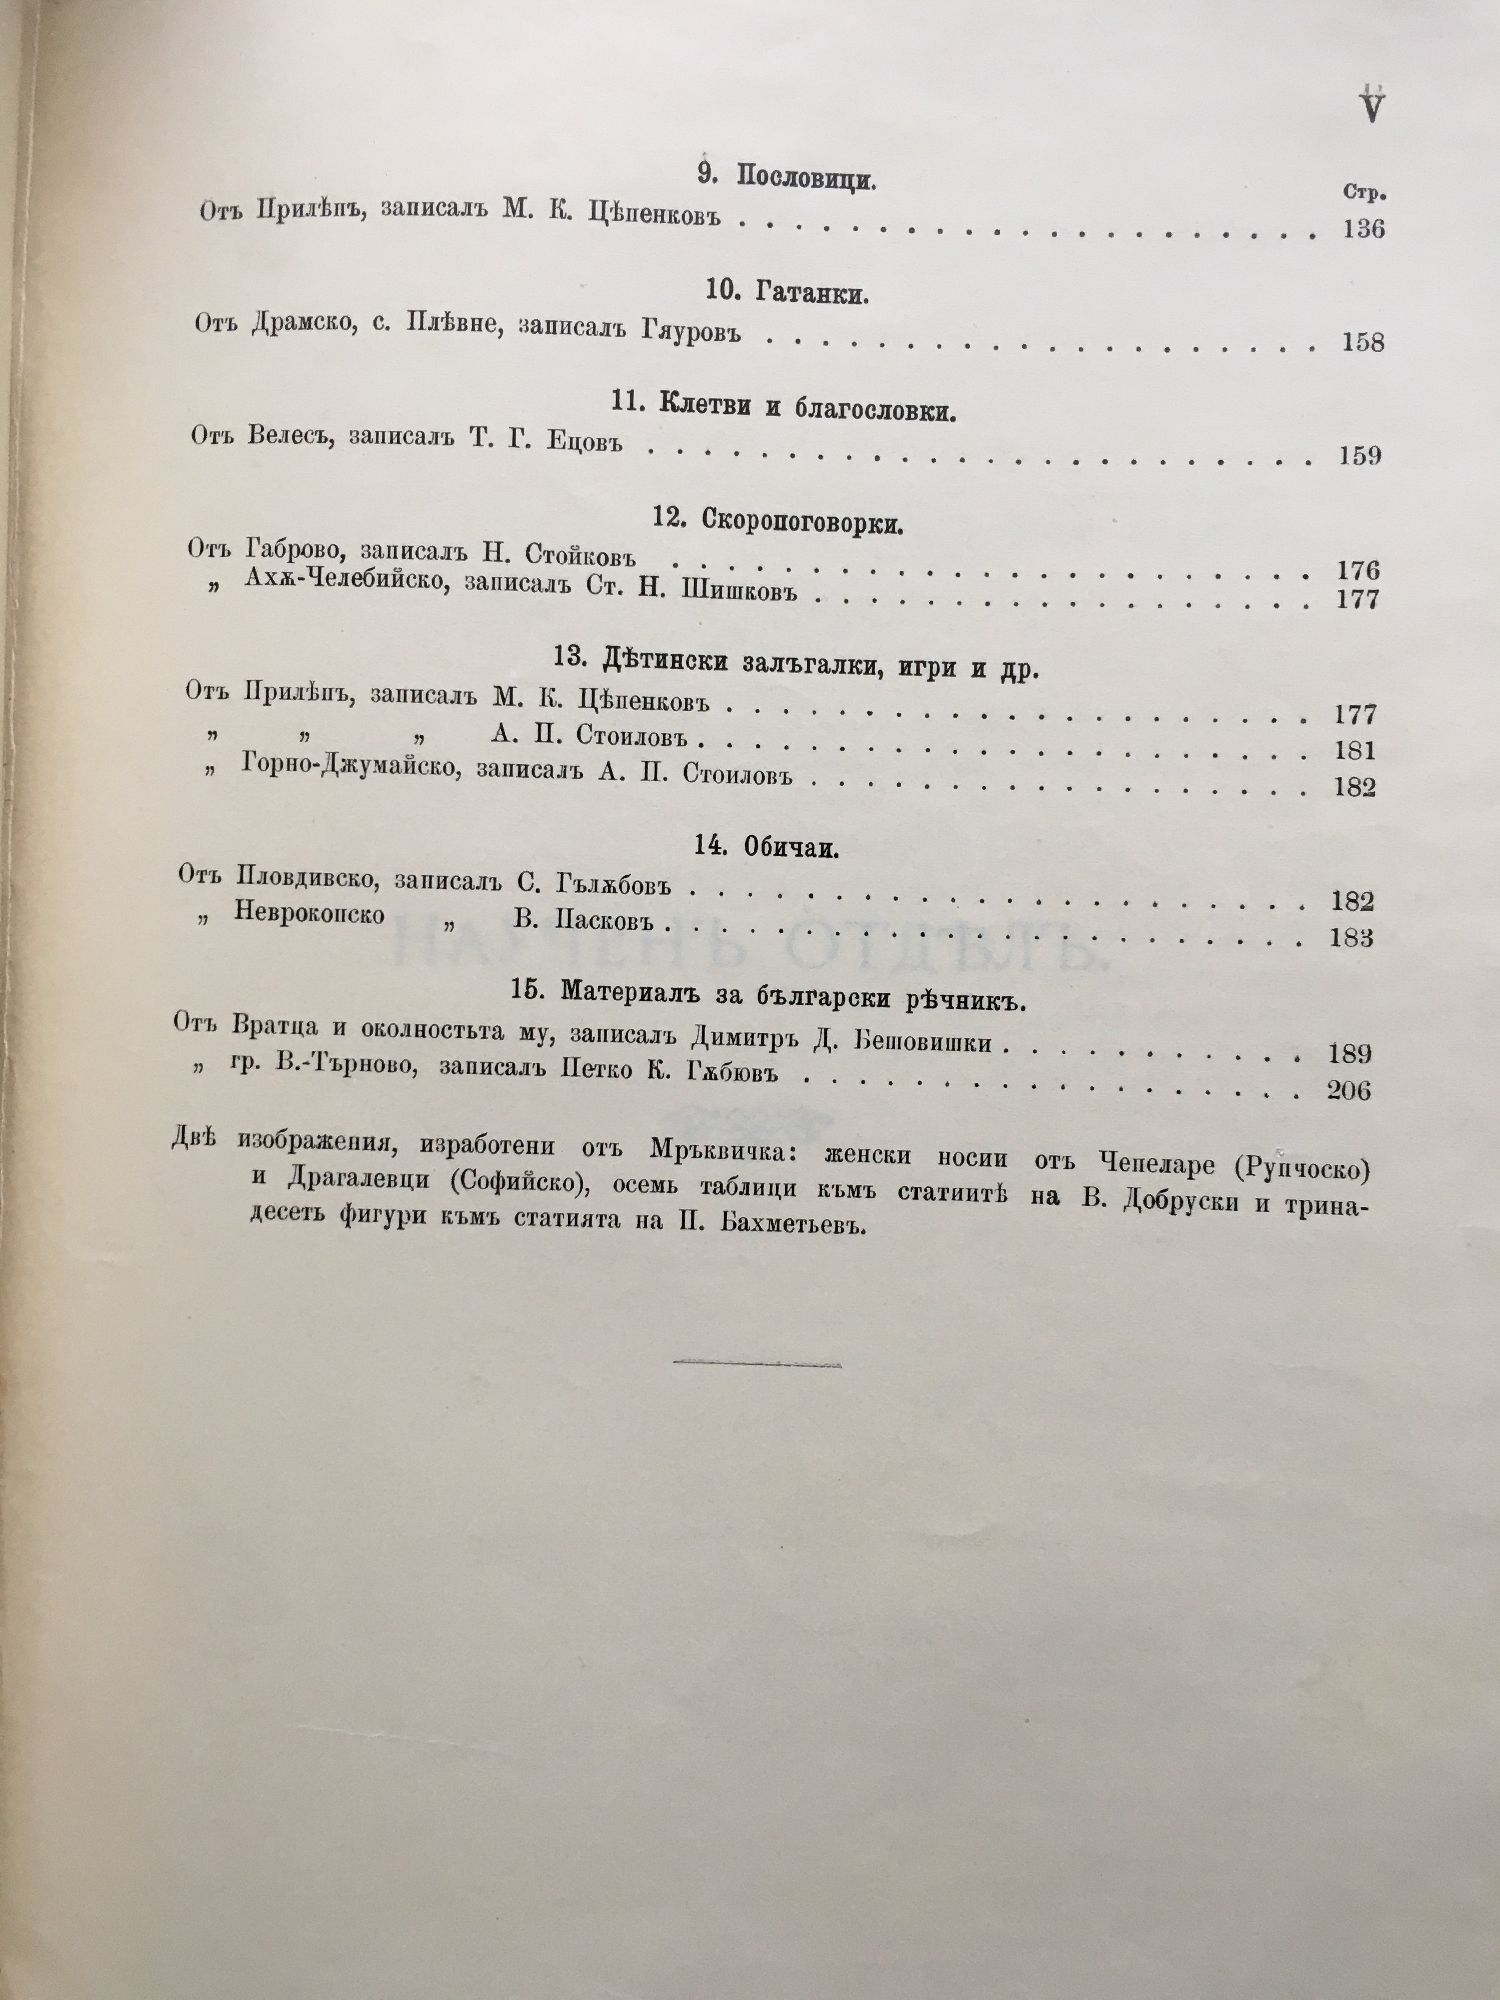 V
9. Пословици.
Стр.
Отъ Прилѣпъ, записалъ М. К. Цѣпенковъ . . . . . . . . . . . . . . . . . . . . . 136
10. Гатанки.
Отъ Драмско, с. Плѣвне, записалъ Гяуровъ . . . . . . . . . . . . . . . . . . . . 158
11. Клетви и благословки.
Отъ Велесъ, записалъ Т. Г. Ецовъ . . . . . . . . . . . . . . . . . . . . . . . . 159
12. Скоропоговорки.
Отъ Габрово, записалъ Н. Стойковъ . . . . . . . . . . . . . . . . . . . . . . . 176
„ Ахѫ-Челебийско, записалъ Ст. Н. Шишковъ . . . . . . . . . . . . . . . . . . 177
13. Дѣтински залъгалки, игри и др.
Отъ Прилѣпъ, записалъ М. К. Цѣпенковъ . . . . . . . . . . . . . . . . . . . . . 177
„ „ „ А. П. Стоиловъ . . . . . . . . . . . . . . . . . . . . . . 181
„ Горно-Джумайско, записалъ А. П. Стоиловъ . . . . . . . . . . . . . . . . . . 182
14. Обичаи.
Отъ Пловдивско, записалъ С. Гълѫбовъ . . . . . . . . . . . . . . . . . . . . . . 182
„ Неврокопско „ В. Пасковъ . . . . . . . . . . . . . . . . . . . . . . . 183
15. Материалъ за български рѣчникъ.
Отъ Вратца и околностьта му, записалъ Димитръ Д. Бешовишки . . . . . . . . . . . 189
„ гр. В.-Търново, записалъ Петко К. Гѫбювъ . . . . . . . . . . . . . . . . . . 206
Двѣ изображения, изработени отъ Мръквичка: женски носии отъ Чепеларе (Рупчоско)
и Драгалевци (Софийско), осемь таблици къмъ статиитѣ на В. Добруски и трина-
десеть фигури къмъ статията на П. Бахметьевъ.